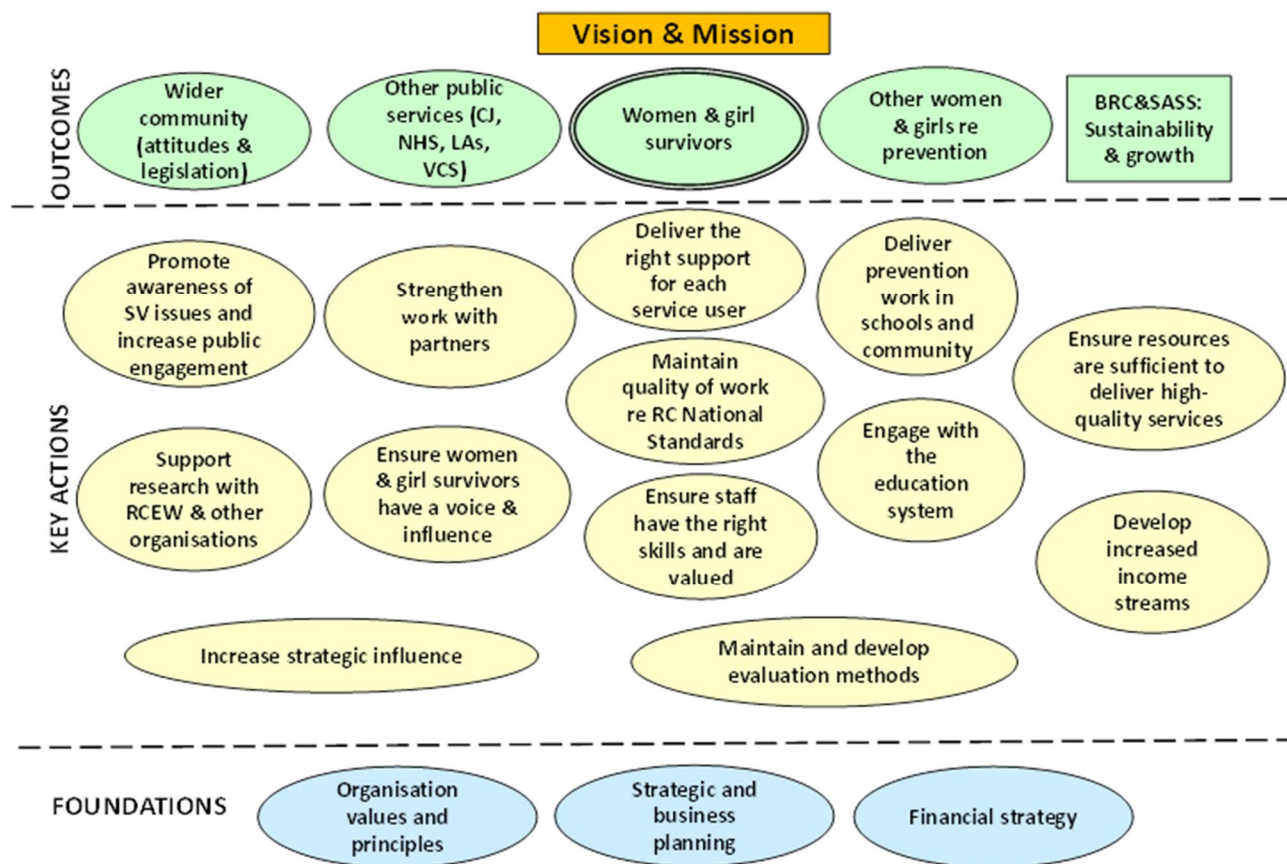 Vision & Mission
OUTCOMES
Wider
community
(attitudes &
legislation)
Other public
services (CJ,
NHS, LAs,
VCS)
Women & girl
survivors
Other women
& girls re
prevention
BRC&SASS:
Sustainability
& growth
KEY ACTIONS
Promote
awareness of
SV issues and
increase public
engagement
Strengthen
work with
partners
Deliver the
right support
for each
service user
Deliver
prevention
work in
schools and
community
Ensure resources
are sufficient to
deliver high-
quality services
Maintain
quality of work
re RC National
Standards
Support
research with
RCEW & other
organisations
Ensure women
& girl survivors
have a voice &
influence
Ensure staff
have the right
skills and are
valued
Engage with
the
education
system
Develop
increased
income
streams
Increase strategic influence
Maintain and develop
evaluation methods
FOUNDATIONS
Organisation
values and
principles
Strategic and
business
planning
Financial strategy